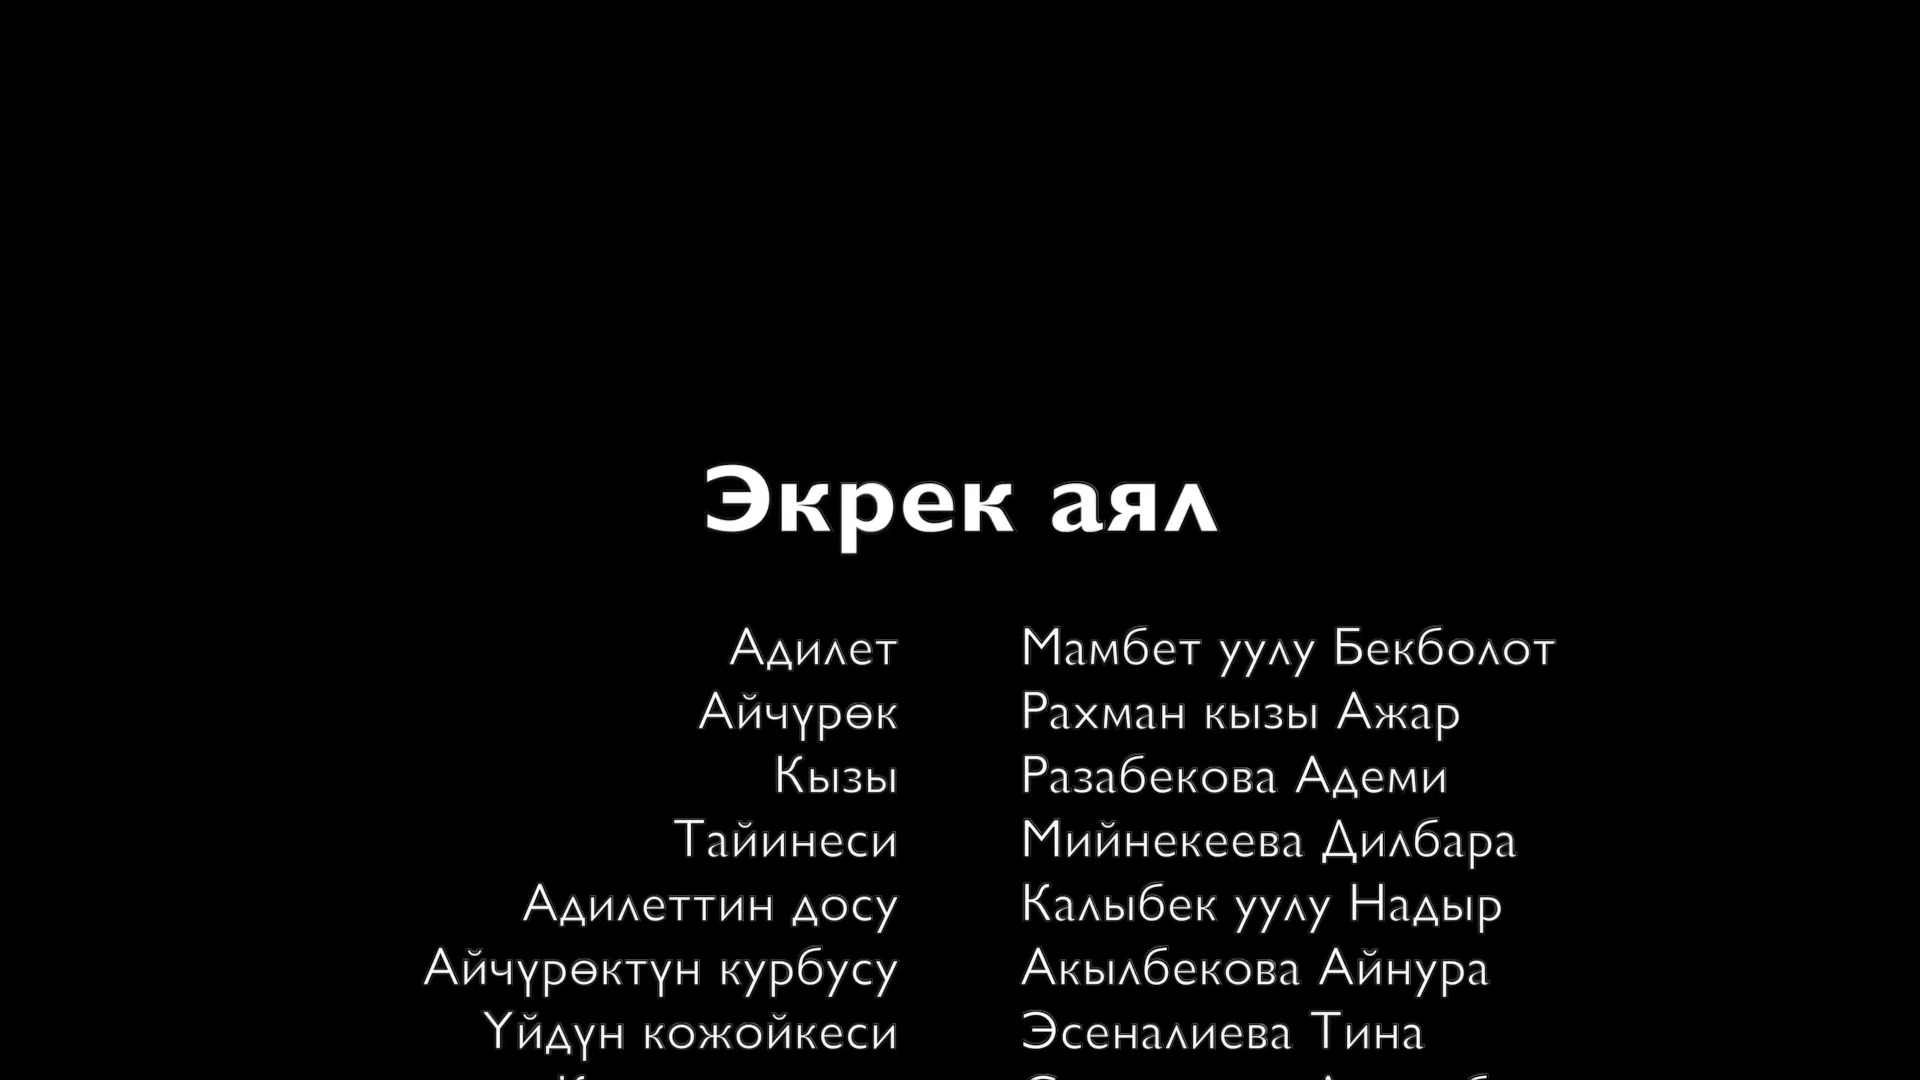 Экрек аял
Адилет Мамбет уулу Бекболот
Айчүрөк Рахман кызы Ажар
Кызы Разабекова Адеми
Тайинеси Мийнекеева Дилбара
Адилеттин досу Калыбек уулу Надыр
Айчүрөктүн курбусу Акылбекова Айнура
Үйдүн кожойкеси Эсеналиева Тина